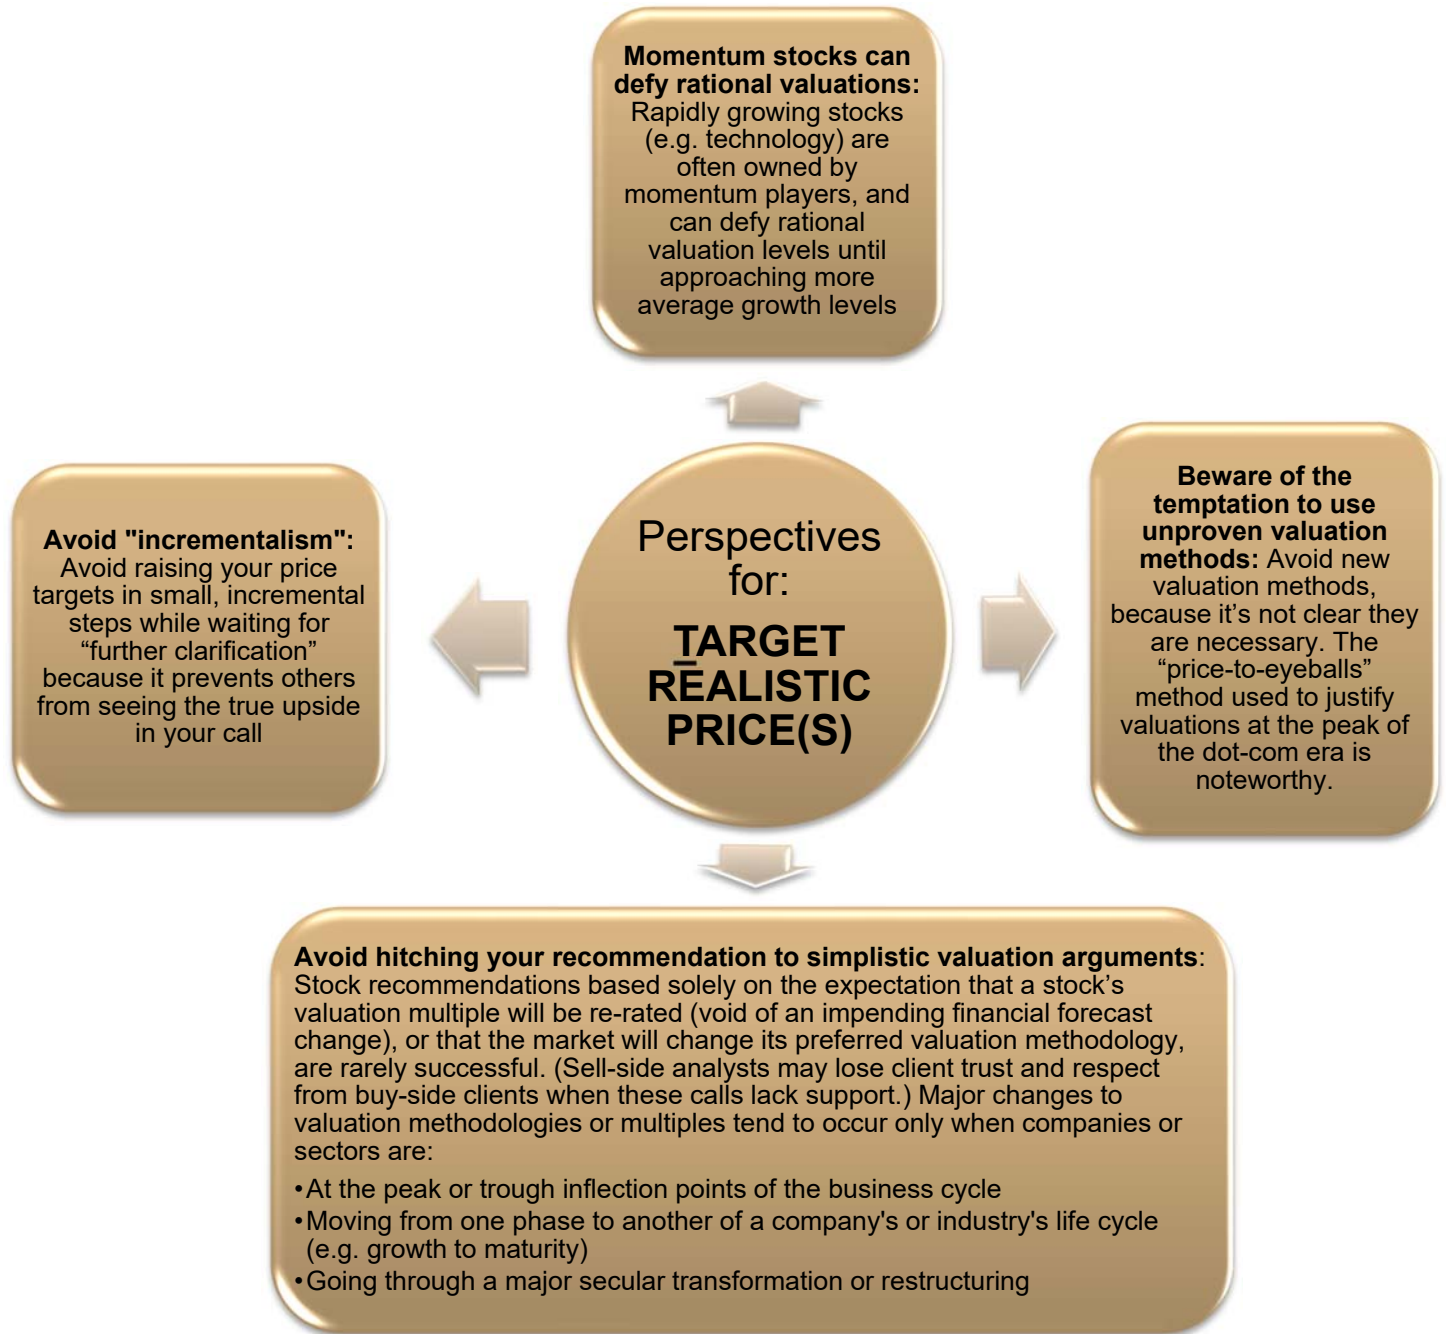 Momentum stocks can
defy rational valuations:
Rapidly growing stocks
(e.g. technology) are
often owned by
momentum players, and
can defy rational
valuation levels until
approaching more
average growth levels
Avoid "incrementalism":
Avoid raising your price
targets in small, incremental
steps while waiting for
“further clarification”
because it prevents others
from seeing the true upside
in your call
Perspectives
for:
TARGET
REALISTIC
PRICE(S)
Beware of the
temptation to use
unproven valuation
methods: Avoid new
valuation methods,
because it’s not clear they
are necessary. The
“price-to-eyeballs”
method used to justify
valuations at the peak of
the dot-com era is
noteworthy.
Avoid hitching your recommendation to simplistic valuation arguments:
Stock recommendations based solely on the expectation that a stock’s
valuation multiple will be re-rated (void of an impending financial forecast
change), or that the market will change its preferred valuation methodology,
are rarely successful. (Sell-side analysts may lose client trust and respect
from buy-side clients when these calls lack support.) Major changes to
valuation methodologies or multiples tend to occur only when companies or
sectors are:
•At the peak or trough inflection points of the business cycle
•Moving from one phase to another of a company's or industry's life cycle
(e.g. growth to maturity)
•Going through a major secular transformation or restructuring